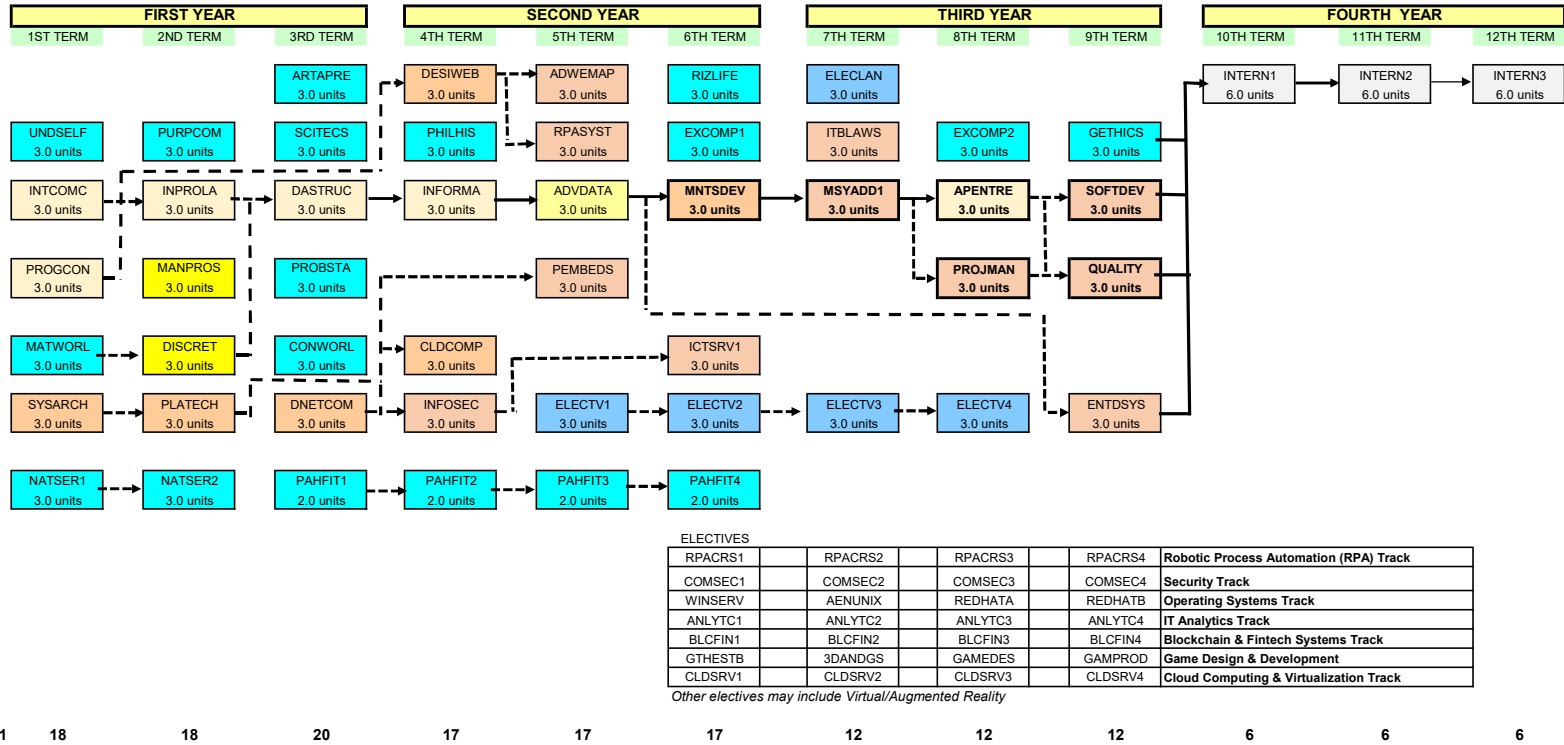 FIRST YEAR SECOND YEAR THIRD YEAR FOURTH YEAR
1ST TERM 2ND TERM 3RD TERM 4TH TERM 5TH TERM 6TH TERM 7TH TERM 8TH TERM 9TH TERM 10TH TERM 11TH TERM 12TH TERM
ARTAPRE DESIWEB ADWEMAP RIZLIFE ELECLAN INTERN1 INTERN2 INTERN3
3.0 units 3.0 units 3.0 units 3.0 units 3.0 units 6.0 units 6.0 units 6.0 units
UNDSELF PURPCOM SCITECS PHILHIS RPASYST EXCOMP1 ITBLAWS EXCOMP2 GETHICS
3.0 units 3.0 units 3.0 units 3.0 units 3.0 units 3.0 units 3.0 units 3.0 units 3.0 units
INTCOMC INPROLA DASTRUC INFORMA ADVDATA MNTSDEV MSYADD1 APENTRE SOFTDEV
3.0 units 3.0 units 3.0 units 3.0 units 3.0 units 3.0 units 3.0 units 3.0 units 3.0 units
PROGCON MANPROS PROBSTA PEMBEDS PROJMAN QUALITY
3.0 units 3.0 units 3.0 units 3.0 units 3.0 units 3.0 units
MATWORL DISCRET CONWORL CLDCOMP ICTSRV1
3.0 units 3.0 units 3.0 units 3.0 units 3.0 units
SYSARCH PLATECH DNETCOM INFOSEC ELECTV1 ELECTV2 ELECTV3 ELECTV4 ENTDSYS
3.0 units 3.0 units 3.0 units 3.0 units 3.0 units 3.0 units 3.0 units 3.0 units 3.0 units
NATSER1 NATSER2 PAHFIT1 PAHFIT2 PAHFIT3 PAHFIT4
3.0 units 3.0 units 2.0 units 2.0 units 2.0 units 2.0 units
ELECTIVES
RPACRS1 RPACRS2 RPACRS3 RPACRS4 Robotic Process Automation (RPA) Track
COMSEC1 COMSEC2 COMSEC3 COMSEC4 Security Track
WINSERV AENUNIX REDHATA REDHATB Operating Systems Track
ANLYTC1 ANLYTC2 ANLYTC3 ANLYTC4 IT Analytics Track
BLCFIN1 BLCFIN2 BLCFIN3 BLCFIN4 Blockchain & Fintech Systems Track
GTHESTB 3DANDGS GAMEDES GAMPROD Game Design & Development
CLDSRV1 CLDSRV2 CLDSRV3 CLDSRV4 Cloud Computing & Virtualization Track
Other electives may include Virtual/Augmented Reality
1 18 18 20 17 17 17 12 12 12 6 6 6